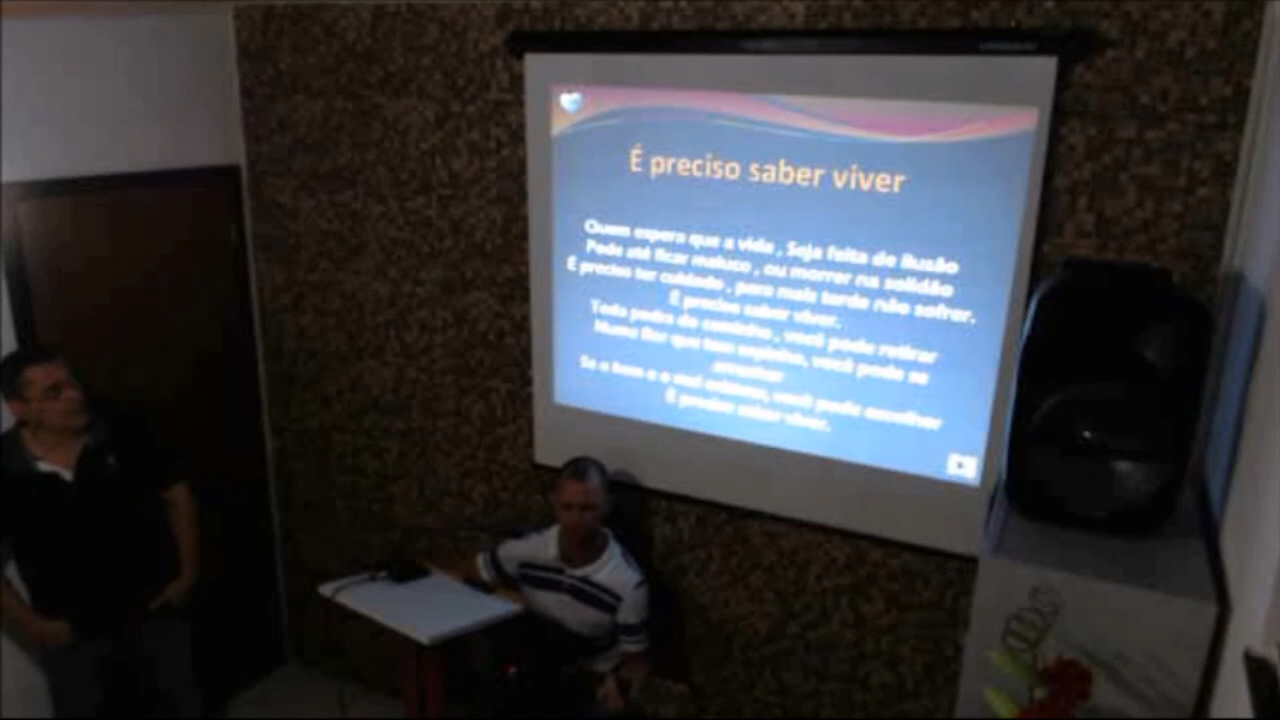 É preciso saber viver
Quem espera que a vida , Seja feita de ilusão
Pode até ficar maluco , ou morrer na solidão
É preciso ter cuidado , para mais tarde não sofrer.
É preciso saber viver.
Toda pedra do caminho , você pode retirar
Numa flor que tem espinho, você pode se
arranhar
Se o bem e o mal existem, você pode escolher
É preciso saber viver.